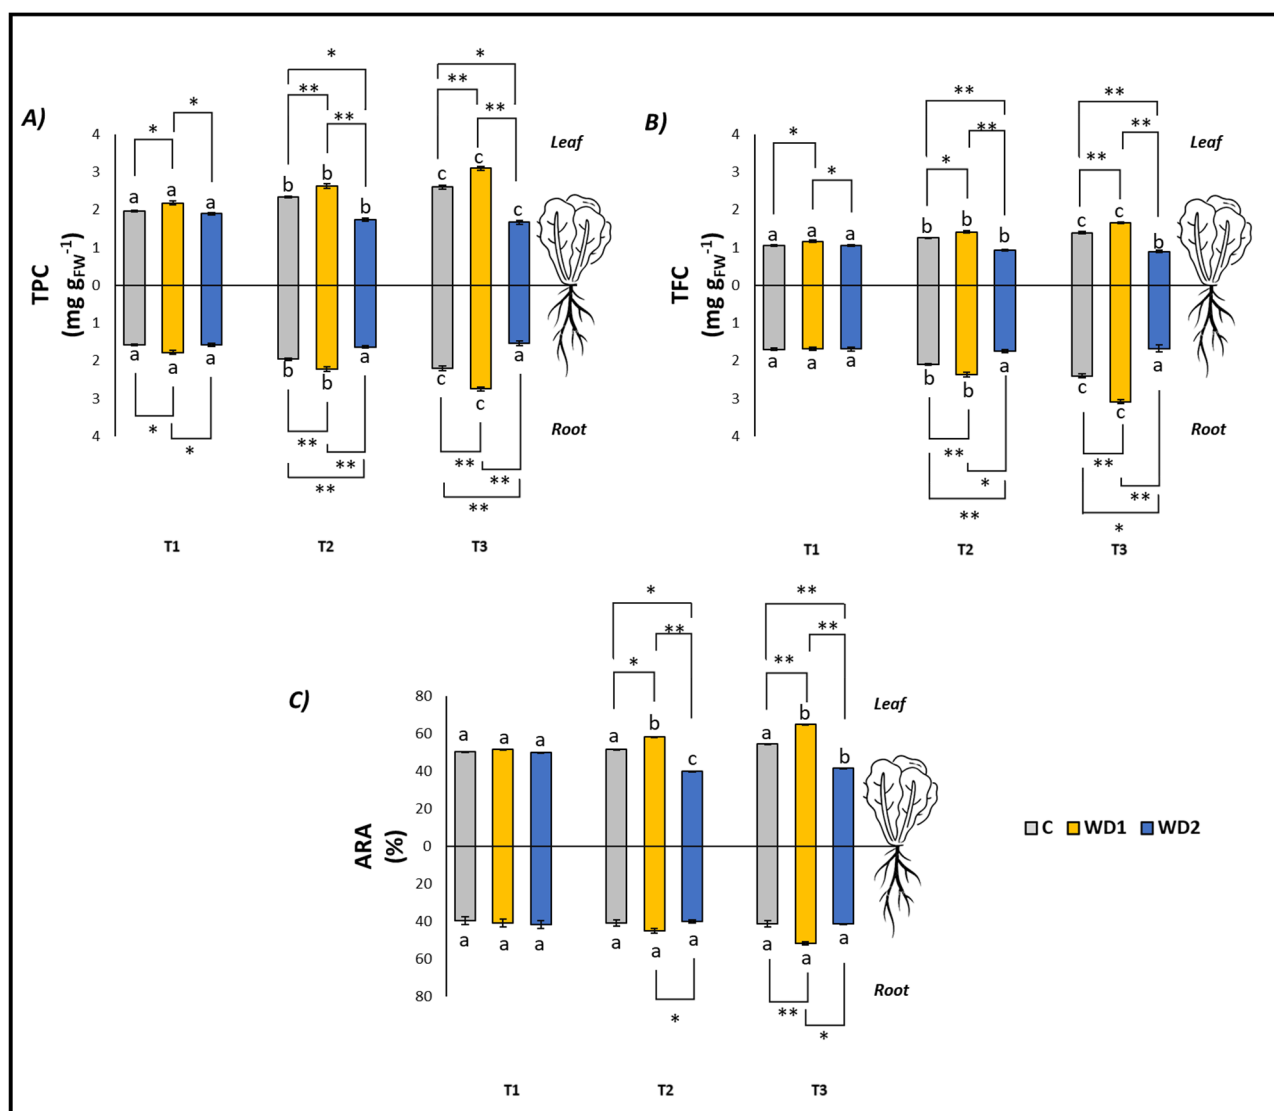 A)
* * * ** ** * ** **
TPC
(mg gFW⁻¹)
4
3
2
1
0
1
2
3
4
Leaf
Root
a a a b b b c c c
a a a b b a c c a
* * ** ** ** ** ** **
T1 T2 T3
B)
* * ** * ** ** ** **
TFC
(mg gFW⁻¹)
4
3
2
1
0
1
2
3
4
Leaf
Root
a a a b b b c c b
a a a b b a c c a
** * ** ** ** *
T1 T2 T3
C)
* * ** ** ** **
ARA
(%)
80
60
40
20
0
20
40
60
80
Leaf
Root
a a a a b c a b b
a a a a a a a a a
* ** *
T1 T2 T3
C WD1 WD2